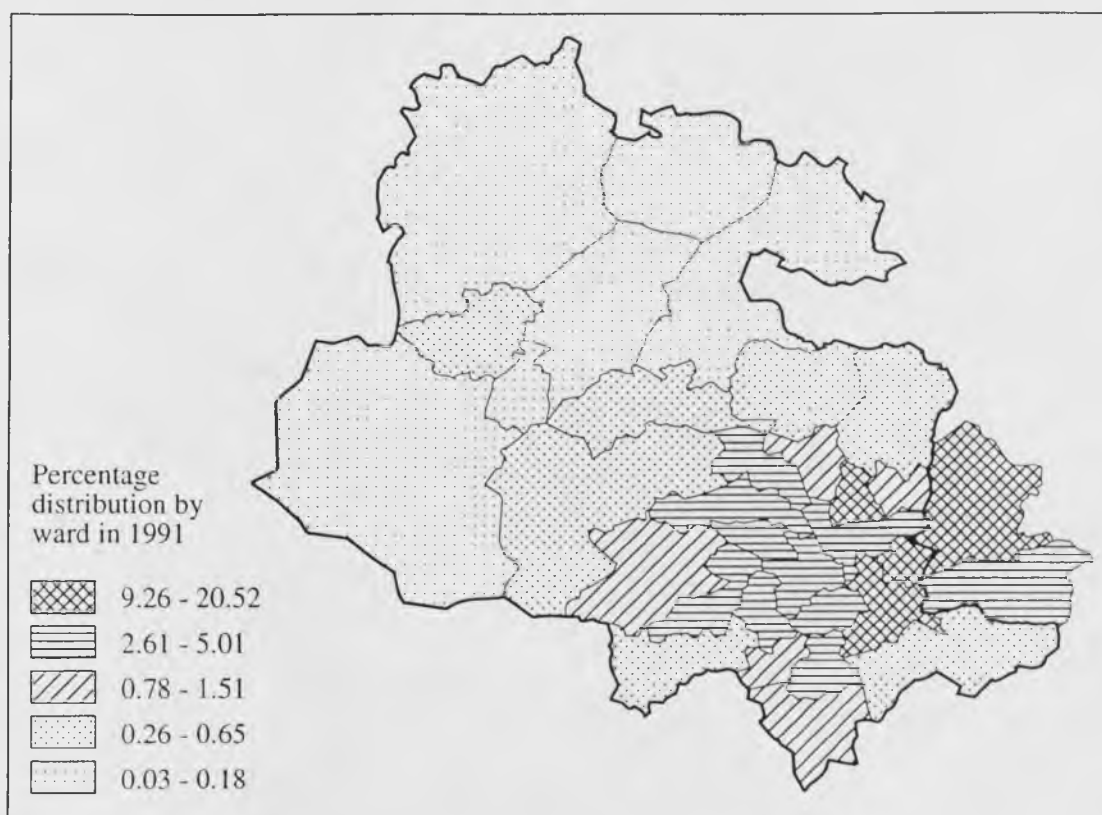 Percentage
distribution by
ward in 1991
9.26 - 20.52
2.61 - 5.01
0.78 - 1.51
0.26 - 0.65
0.03 - 0.18